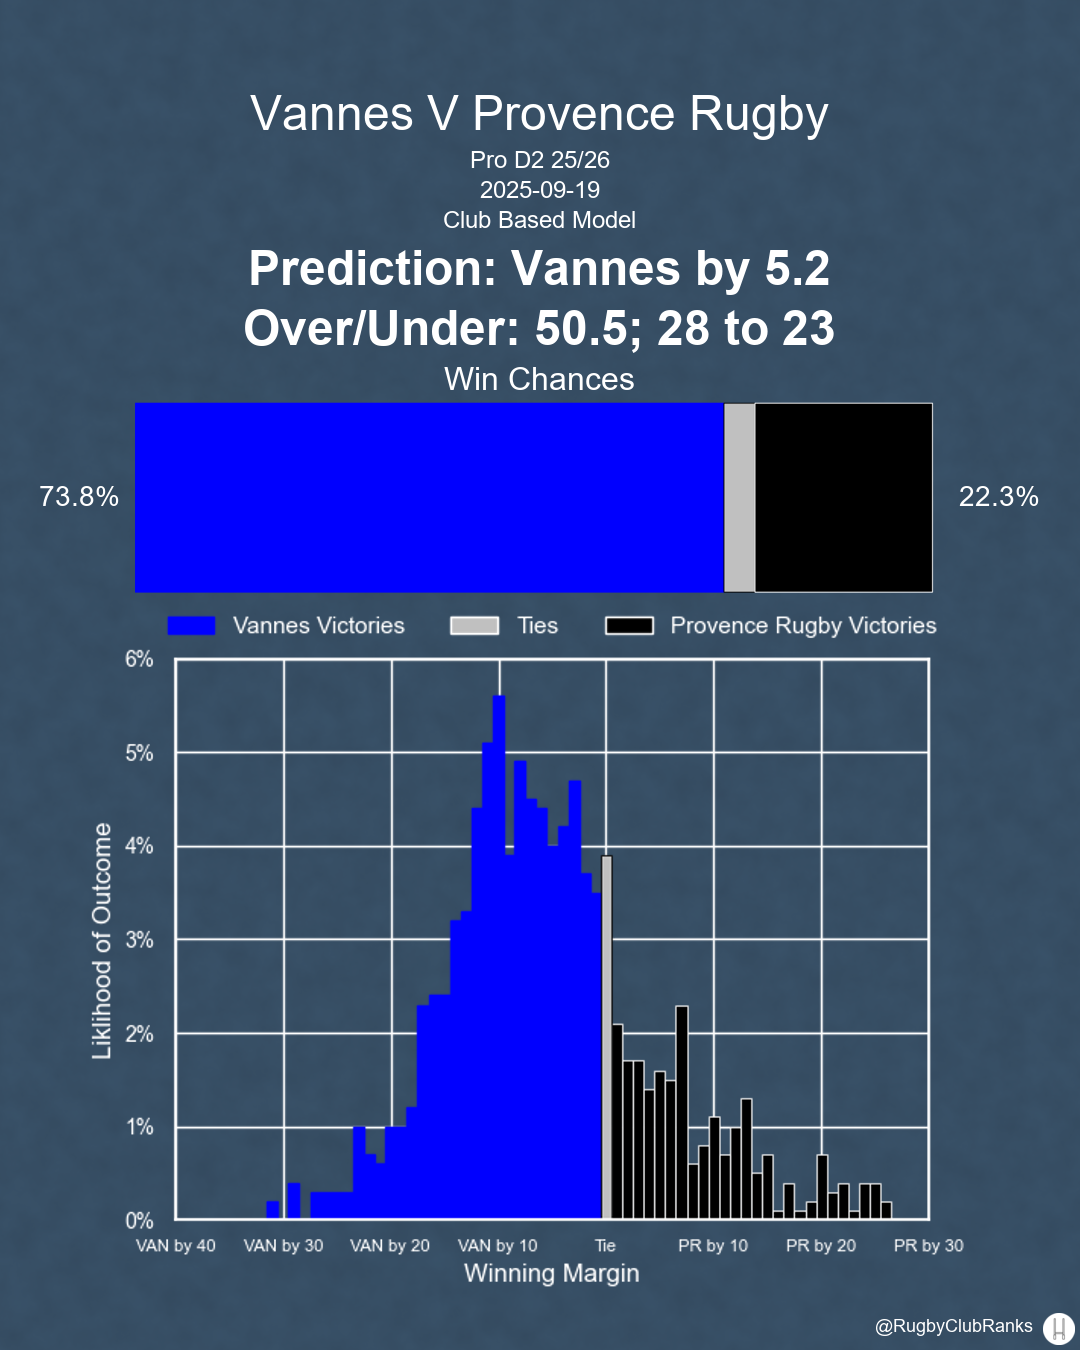 Vannes V Provence Rugby
Pro D2 25/26
2025-09-19
Club Based Model
Prediction: Vannes by 5.2
Over/Under: 50.5; 28 to 23
Win Chances
73.8%
22.3%
Vannes Victories
Ties
Provence Rugby Victories
6%
5%
4%
3%
2%
1%
0%
Liklihood of Outcome
VAN by 40
VAN by 30
VAN by 20
VAN by 10
Tie
PR by 10
PR by 20
PR by 30
Winning Margin
@RugbyClubRanks